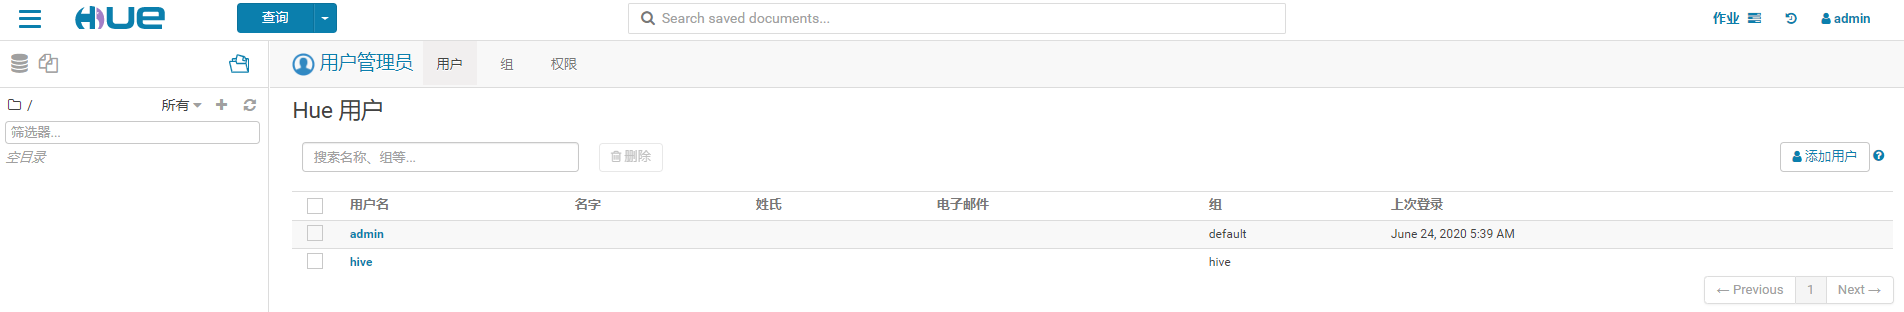 HUE 查询 Search saved documents... 作业 admin
用户管理员 用户 组 权限
/ 所有
筛选器...
空目录
Hue 用户
搜索名称、组等... 删除 添加用户
用户名 名字 姓氏 电子邮件 组 上次登录
admin default June 24, 2020 5:39 AM
hive hive
← Previous 1 Next →